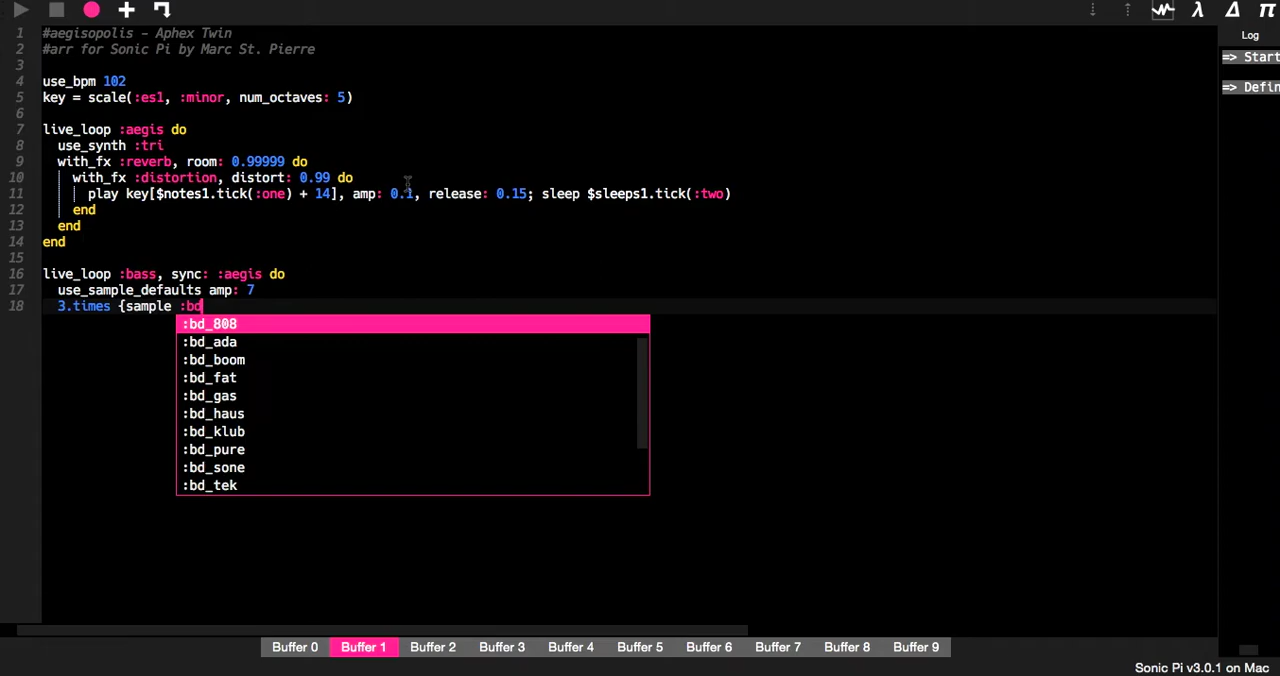 Log
=> Start
=> Defin
1 #aegisopolis - Aphex Twin
2 #arr for Sonic Pi by Marc St. Pierre
3
4 use_bpm 102
5 key = scale(:es1, :minor, num_octaves: 5)
6
7 live_loop :aegis do
8 use_synth :tri
9 with_fx :reverb, room: 0.99999 do
10 with_fx :distortion, distort: 0.99 do
11 play key[$notes1.tick(:one) + 14], amp: 0.1, release: 0.15; sleep $sleeps1.tick(:two)
12 end
13 end
14 end
15
16 live_loop :bass, sync: :aegis do
17 use_sample_defaults amp: 7
18 3.times {sample :bd
:bd_808
:bd_ada
:bd_boom
:bd_fat
:bd_gas
:bd_haus
:bd_klub
:bd_pure
:bd_sone
:bd_tek
Buffer 0 Buffer 1 Buffer 2 Buffer 3 Buffer 4 Buffer 5 Buffer 6 Buffer 7 Buffer 8 Buffer 9
Sonic Pi v3.0.1 on Mac